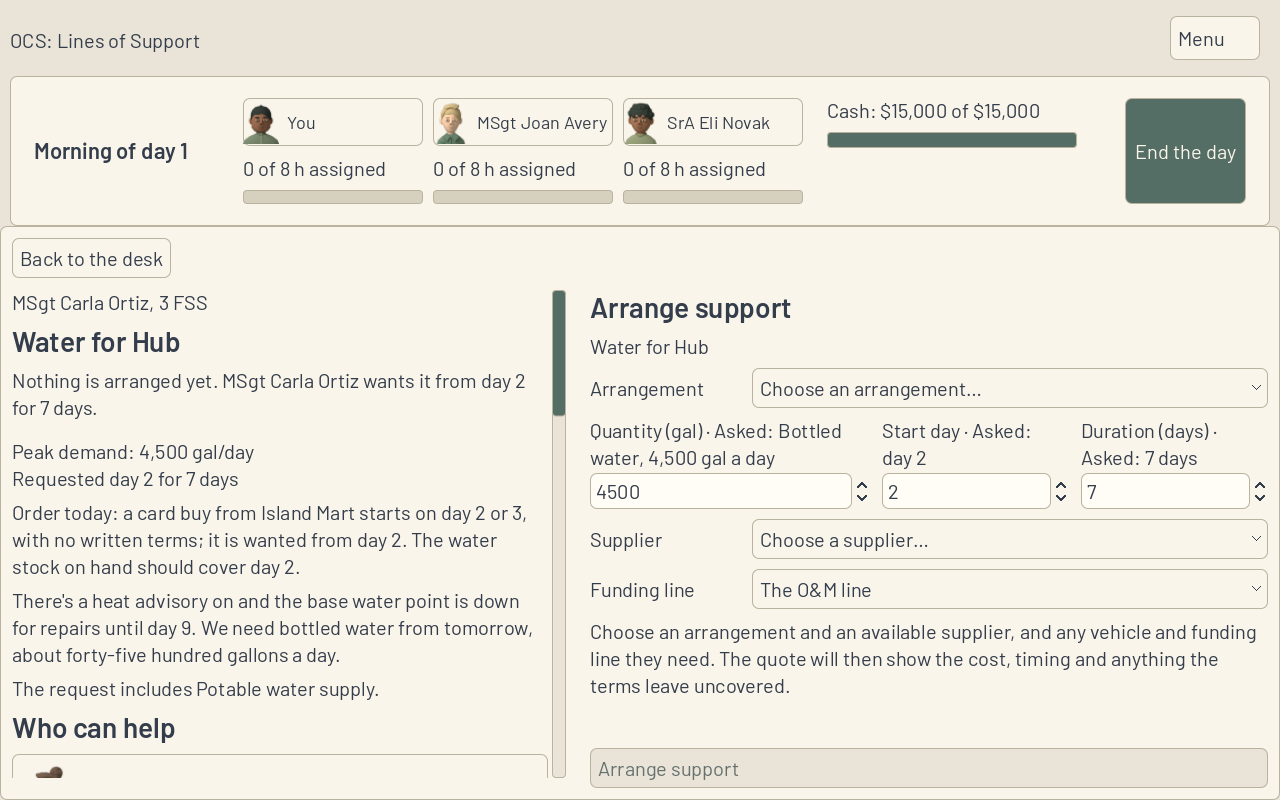 OCS: Lines of Support
Menu
Morning of day 1
You
MSgt Joan Avery
SrA Eli Novak
0 of 8 h assigned
0 of 8 h assigned
0 of 8 h assigned
Cash: $15,000 of $15,000
End the day
Back to the desk
MSgt Carla Ortiz, 3 FSS
Water for Hub
Nothing is arranged yet. MSgt Carla Ortiz wants it from day 2
for 7 days.
Peak demand: 4,500 gal/day
Requested day 2 for 7 days
Order today: a card buy from Island Mart starts on day 2 or 3,
with no written terms; it is wanted from day 2. The water
stock on hand should cover day 2.
There's a heat advisory on and the base water point is down
for repairs until day 9. We need bottled water from tomorrow,
about forty-five hundred gallons a day.
The request includes Potable water supply.
Who can help
Arrange support
Water for Hub
Arrangement
Choose an arrangement…
Quantity (gal) · Asked: Bottled
water, 4,500 gal a day
Start day · Asked:
day 2
Duration (days) ·
Asked: 7 days
4500
2
7
Supplier
Choose a supplier…
Funding line
The O&M line
Choose an arrangement and an available supplier, and any vehicle and funding
line they need. The quote will then show the cost, timing and anything the
terms leave uncovered.
Arrange support